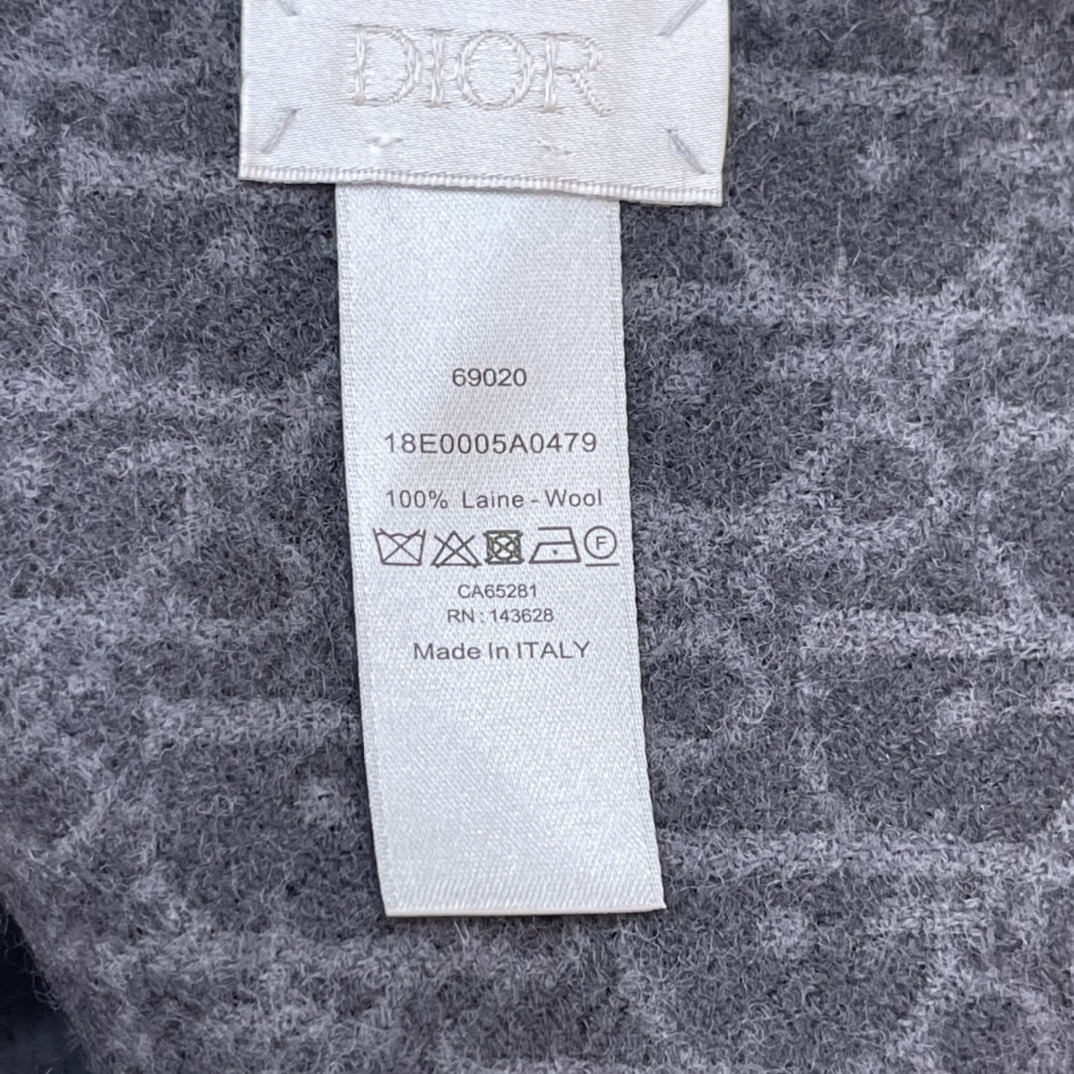 DIOR
69020
18E0005A0479
100% Laine - Wool
F
CA65281
RN : 143628
Made In ITALY